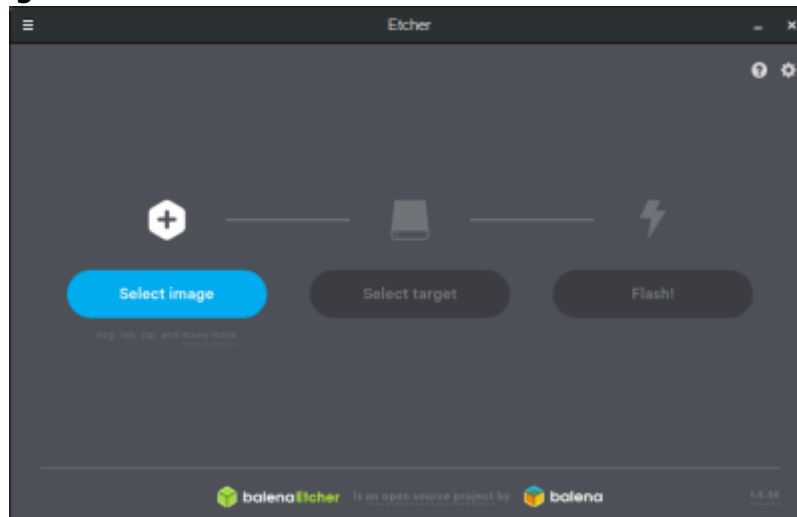 Etcher
Select image
Select target
Flash!
img, iso, zip, and many more
balenaEtcher is an open source project by balena